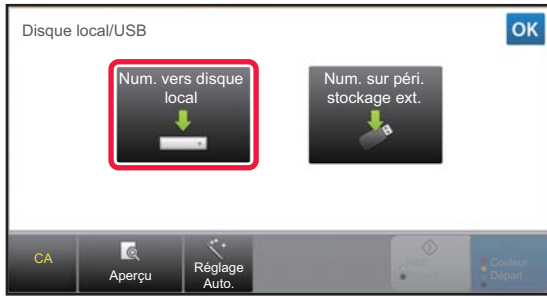 Disque local/USB
OK
Num. vers disque
local
Num. sur péri.
stockage ext.
CA
Aperçu
Réglage
Auto.
N&B
Départ
Couleur
Départ